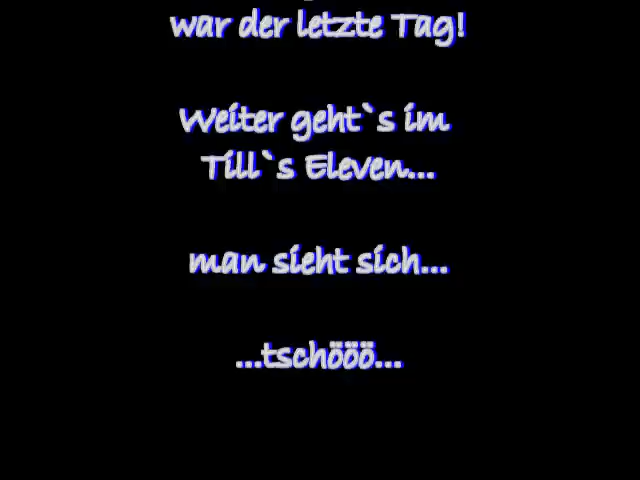 war der letzte Tag!
Weiter geht`s im
Till`s Eleven...
man sieht sich...
...tschööö...